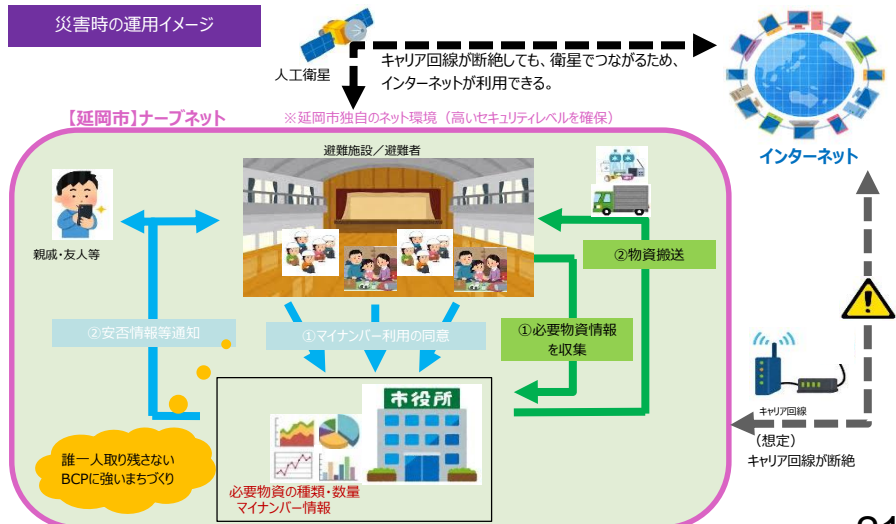 災害時の運用イメージ
人工衛星
キャリア回線が断絶しても、衛星でつながるため、
インターネットが利用できる。
インターネット
【延岡市】ナーブネット
※延岡市独自のネット環境（高いセキュリティレベルを確保）
避難施設／避難者
親戚・友人等
②物資搬送
②安否情報等通知
①マイナンバー利用の同意
①必要物資情報
を収集
市役所
キャリア回線
（想定）
キャリア回線が断絶
誰一人取り残さない
BCPに強いまちづくり
必要物資の種類・数量
マイナンバー情報